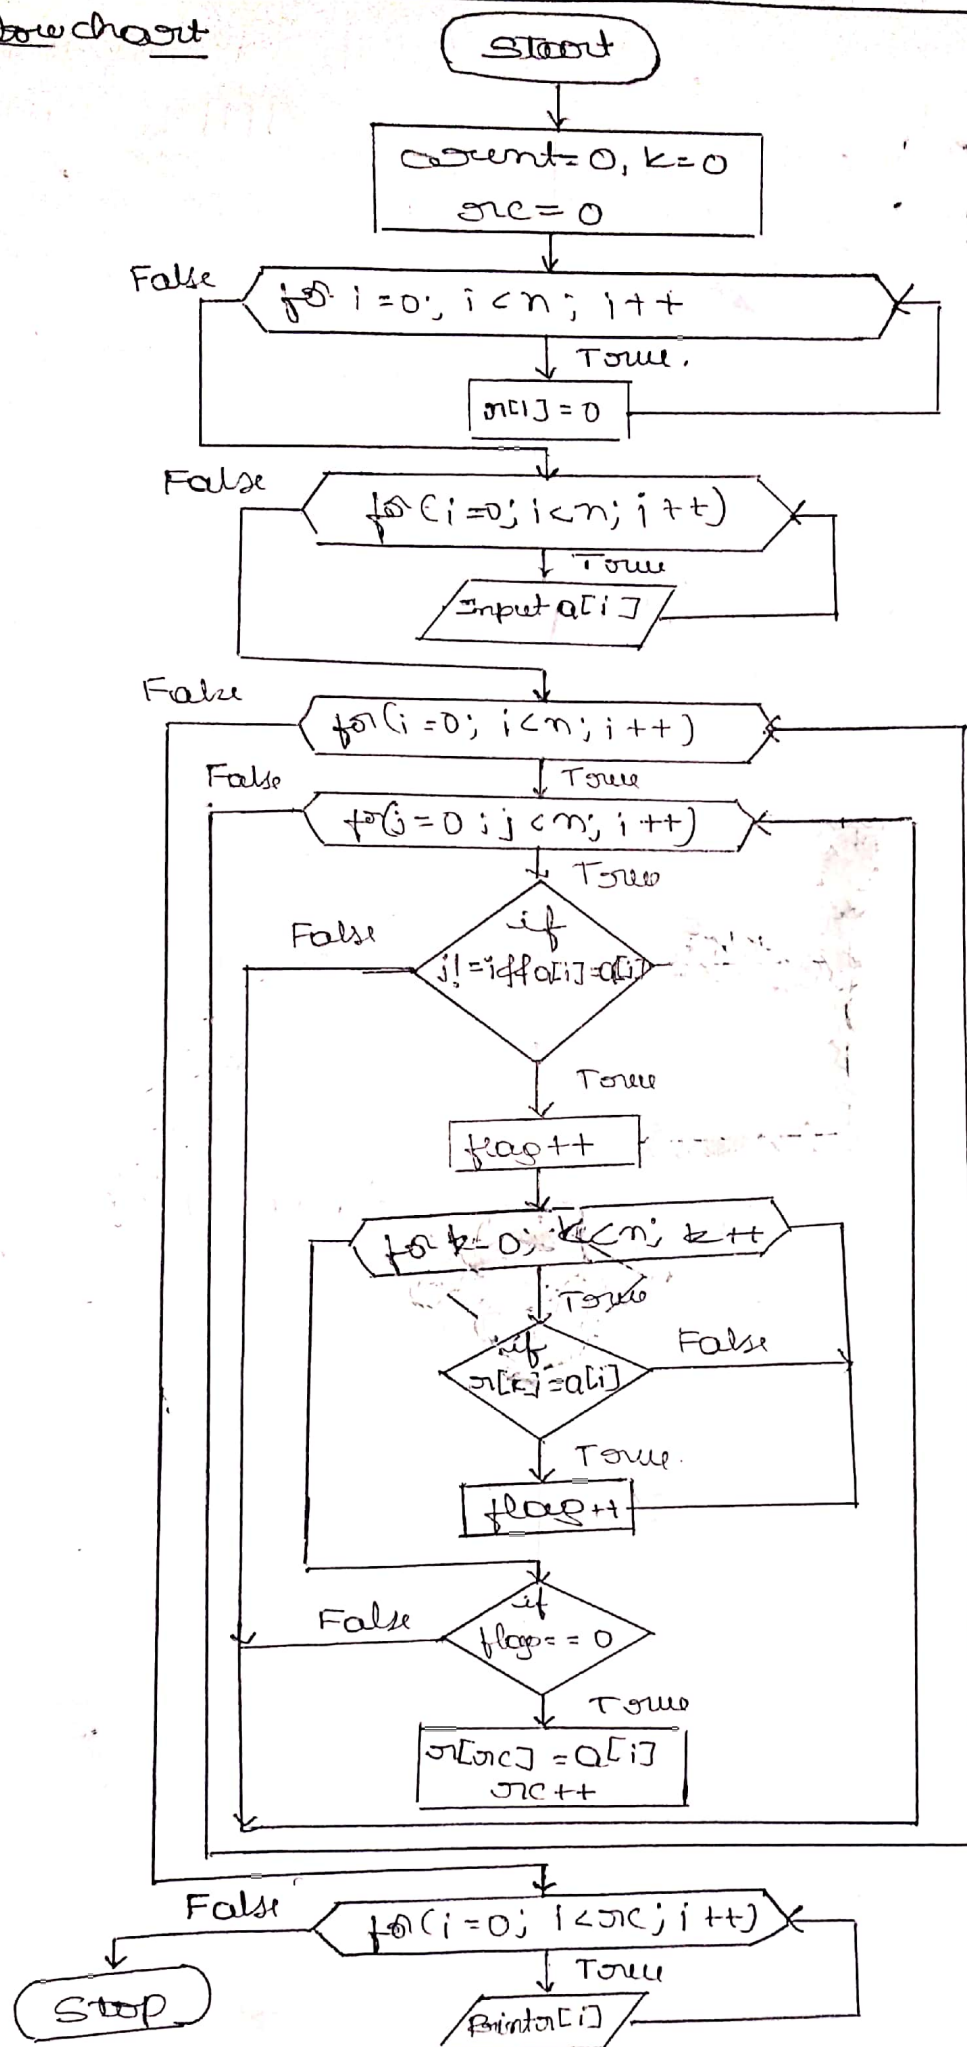 Flowchart
Start
count=0, k=0
rc=0
False
for i=0; i<n; i++
True.
r[i]=0
False
for(i=0; i<n; i++)
True
Input a[i]
False
for(i=0; i<n; i++)
False
True
for(j=0; j<n; i++)
True
False
if
j!=i&&a[i]=a[i]
True
flag++
for k=0; k<n; k++
True
if
False
r[k]=a[i]
True.
flag++
if
False
flag==0
True
r[rc]=a[i]
rc++
False
for(i=0; i<rc; i++)
True
Stop
Print r[i]